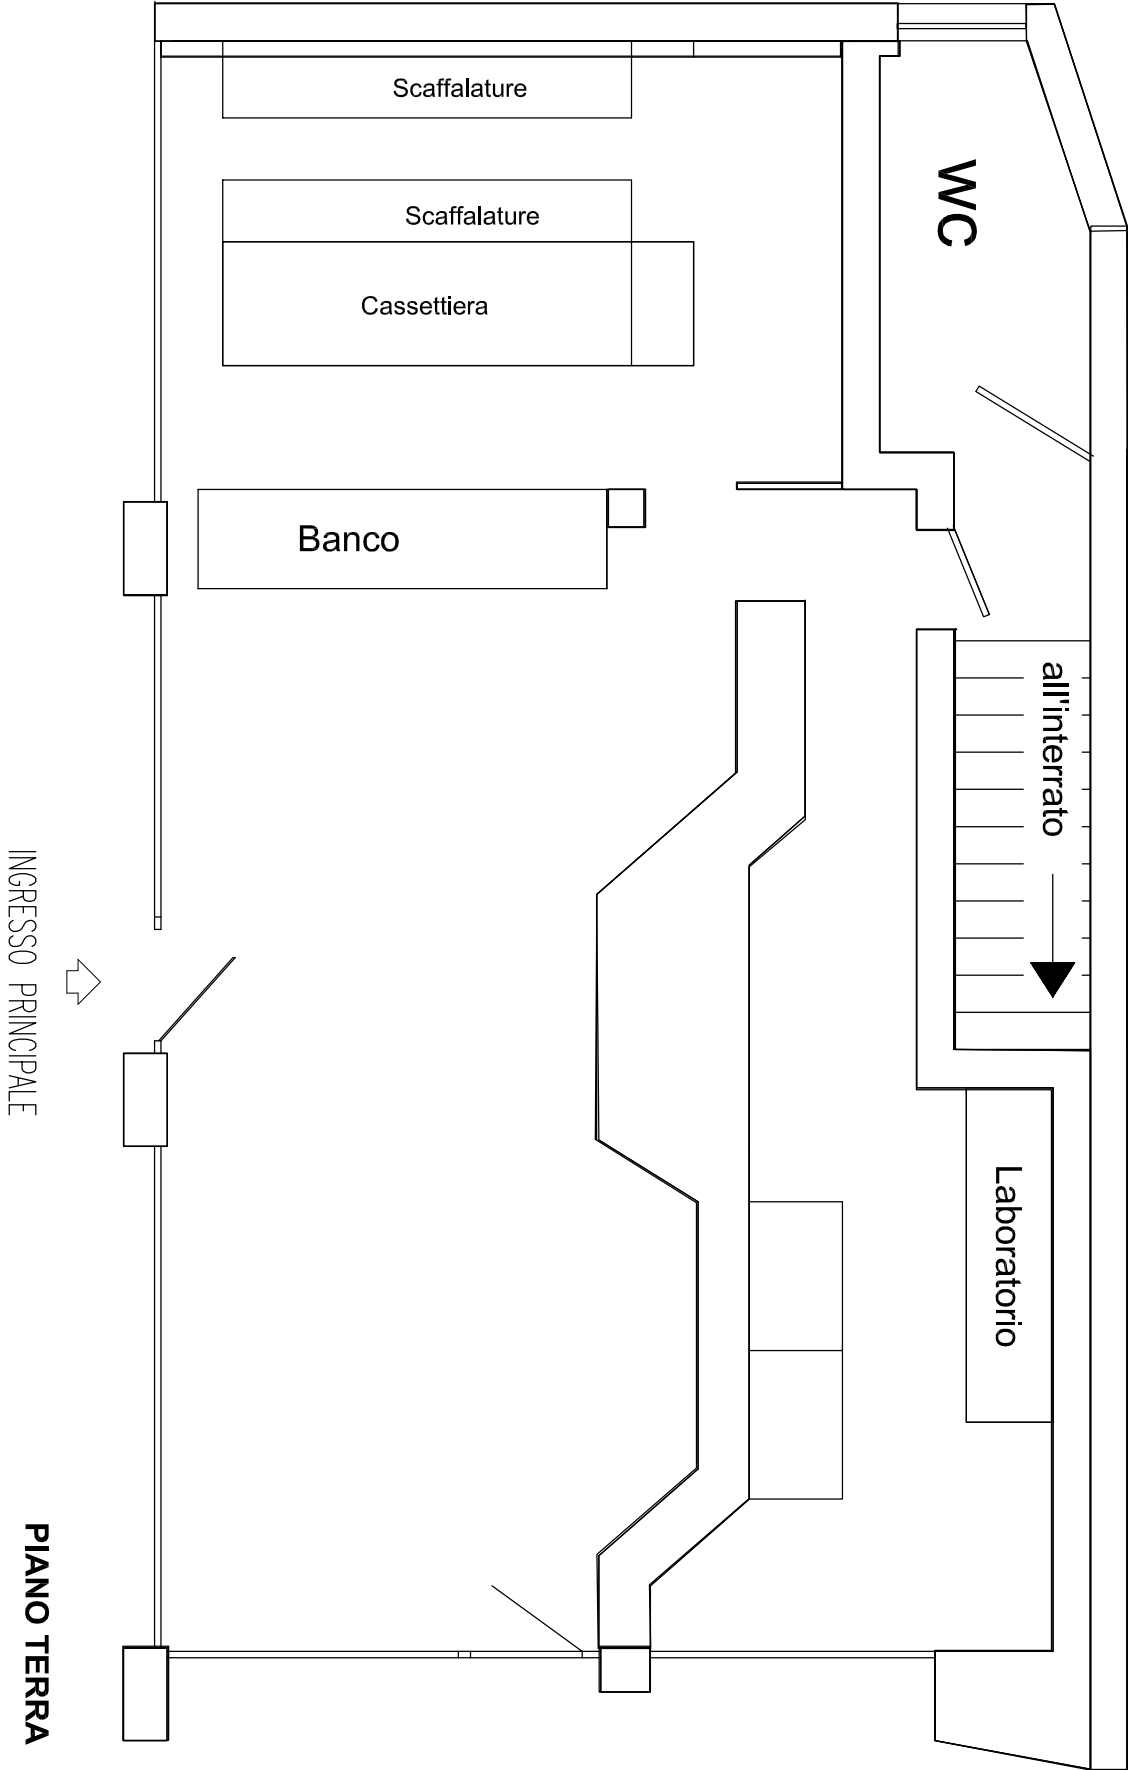 Scaffalature
WC
Scaffalature
Cassettiera
Banco
all'interrato
INGRESSO PRINCIPALE
Laboratorio
PIANO TERRA